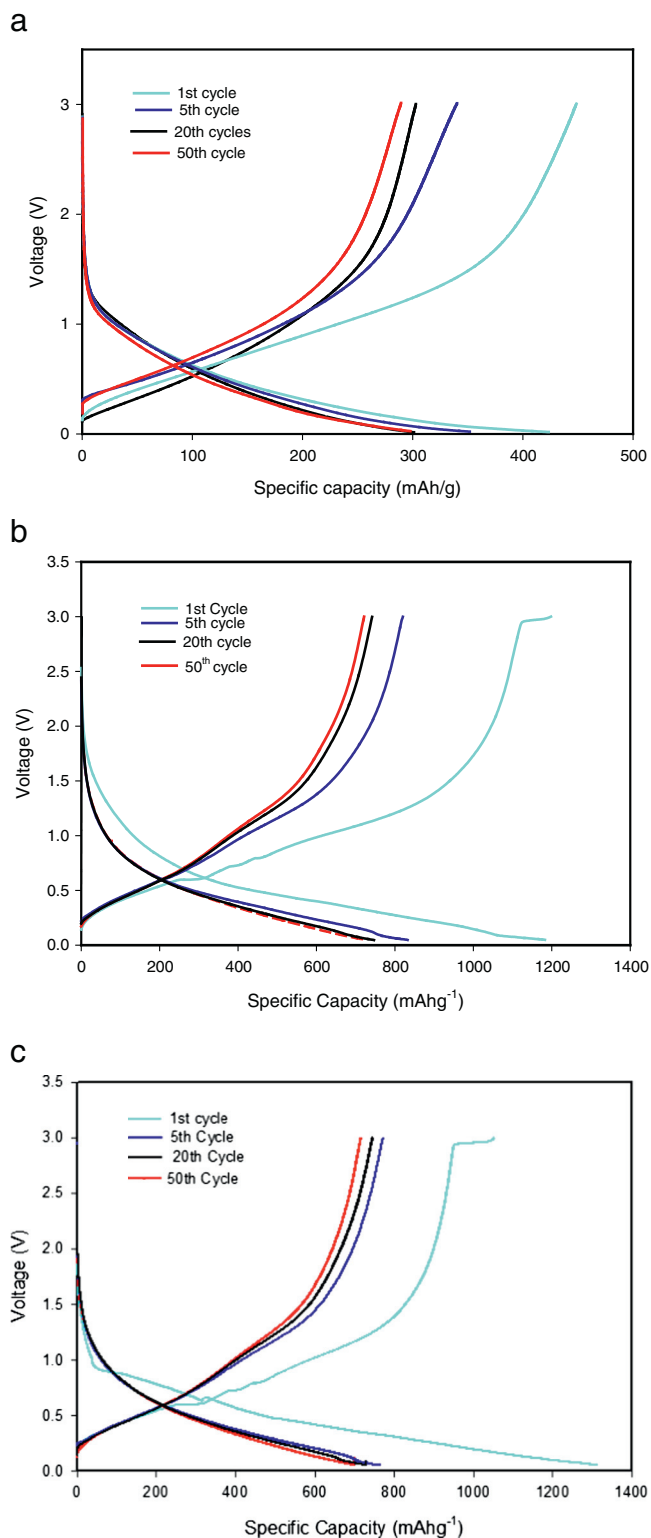 a
1st cycle
5th cycle
20th cycles
50th cycle
3
2
1
0
Voltage (V)
0 100 200 300 400 500
Specific capacity (mAh/g)
b
3.5
3.0
2.5
2.0
1.5
1.0
0.5
0.0
1st Cycle
5th cycle
20th cycle
50th cycle
Voltage (V)
0 200 400 600 800 1000 1200 1400
Specific Capacity (mAhg-1)
c
3.5
3.0
2.5
2.0
1.5
1.0
0.5
0.0
1st cycle
5th Cycle
20th Cycle
50th Cycle
Voltage (V)
0 200 400 600 800 1000 1200 1400
Specific Capacity (mAhg-1)